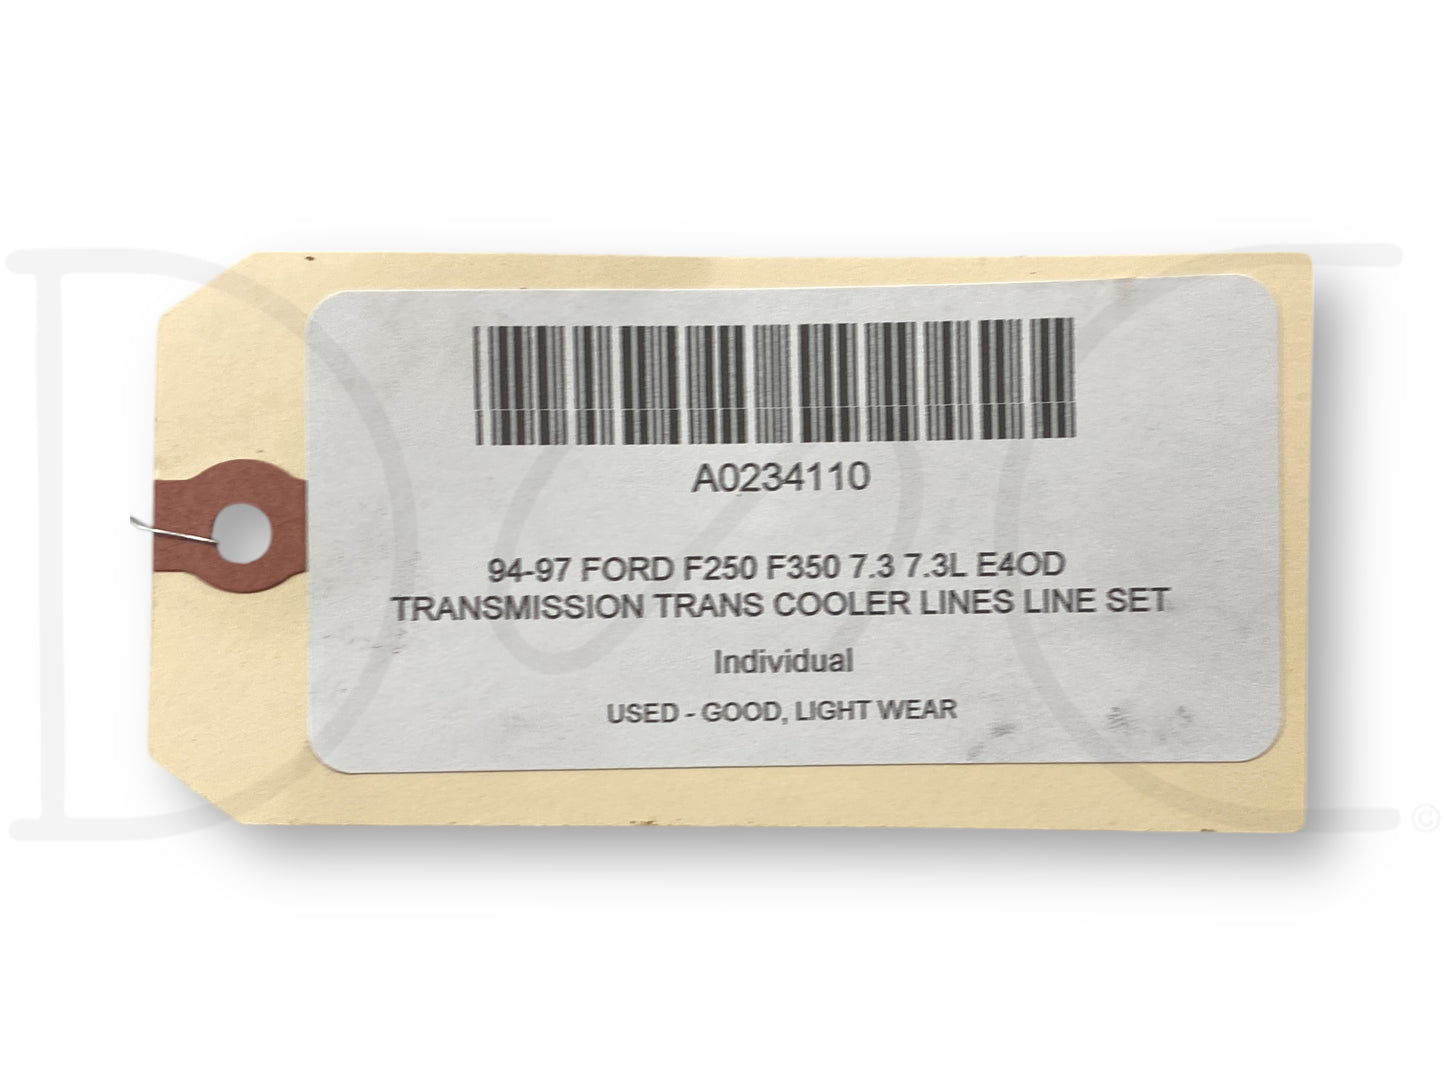 A0234110
94-97 FORD F250 F350 7.3 7.3L E4OD
TRANSMISSION TRANS COOLER LINES LINE SET
Individual
USED - GOOD, LIGHT WEAR
D C ©